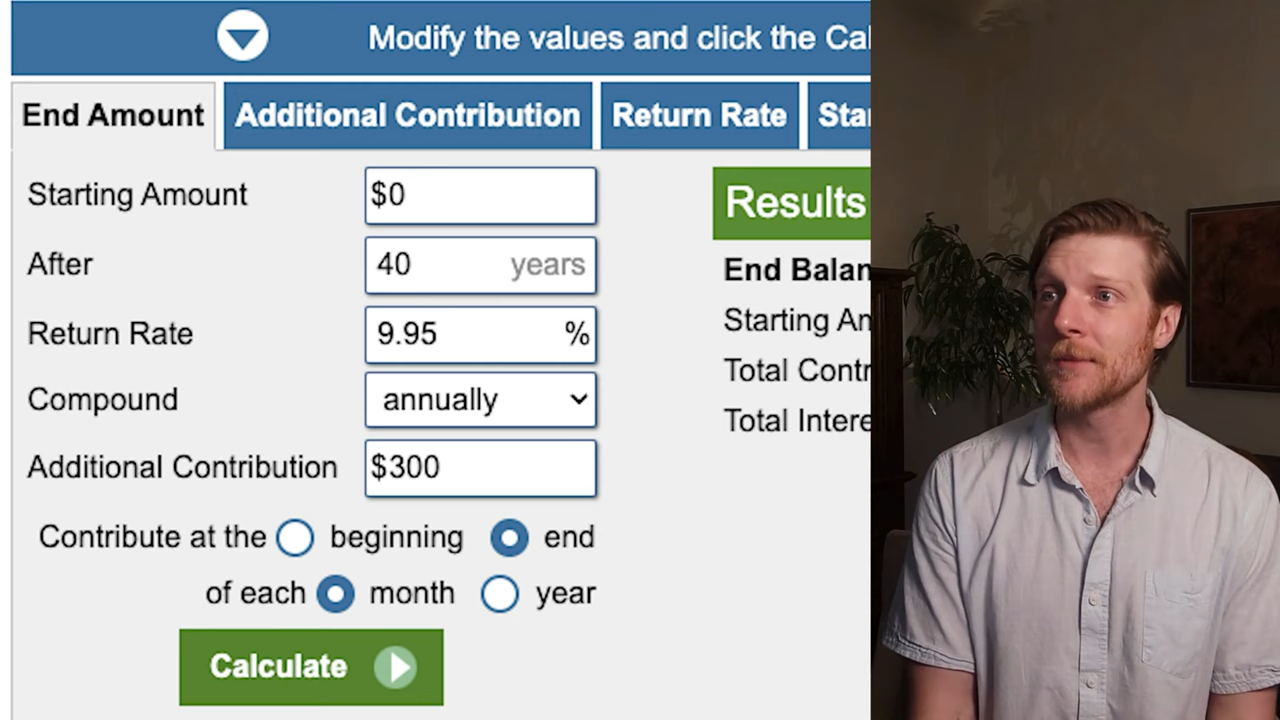 Modify the values and click the Cal
End Amount
Additional Contribution
Return Rate
Star
Starting Amount $0
After 40 years
Return Rate 9.95 %
Compound annually
Additional Contribution $300
Contribute at the beginning end
of each month year
Calculate
Results
End Balan
Starting Am
Total Contr
Total Intere